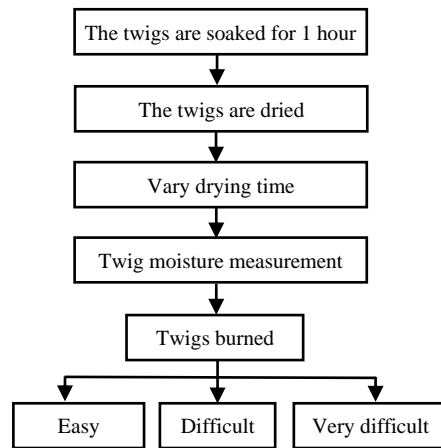 The twigs are soaked for 1 hour
The twigs are dried
Vary drying time
Twig moisture measurement
Twigs burned
Easy
Difficult
Very difficult